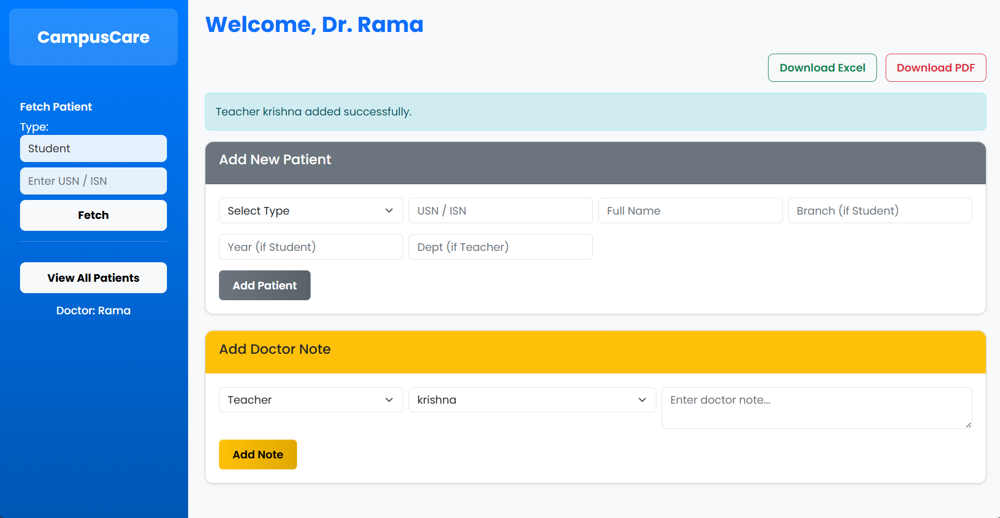 CampusCare
Fetch Patient
Type:
Student
Enter USN / ISN
Fetch
View All Patients
Doctor: Rama
Welcome, Dr. Rama
Download Excel
Download PDF
Teacher krishna added successfully.
Add New Patient
Select Type
USN / ISN
Full Name
Branch (if Student)
Year (if Student)
Dept (if Teacher)
Add Patient
Add Doctor Note
Teacher
krishna
Enter doctor note...
Add Note